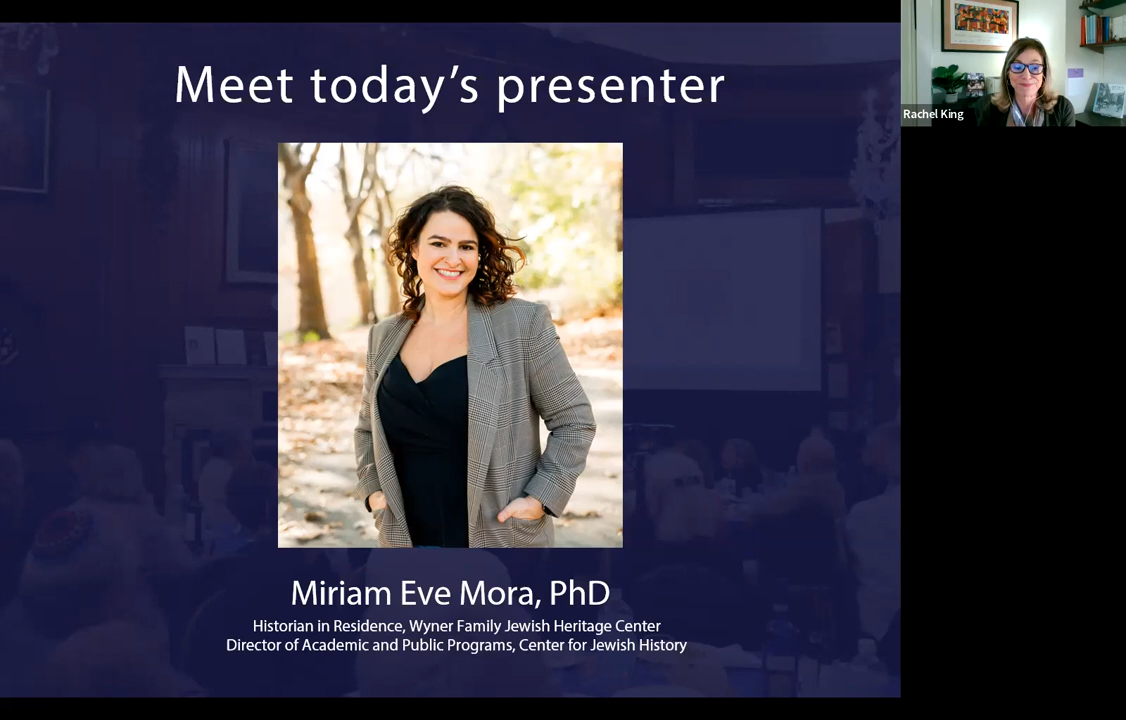 Meet today's presenter
Rachel King
Miriam Eve Mora, PhD
Historian in Residence, Wyner Family Jewish Heritage Center
Director of Academic and Public Programs, Center for Jewish History